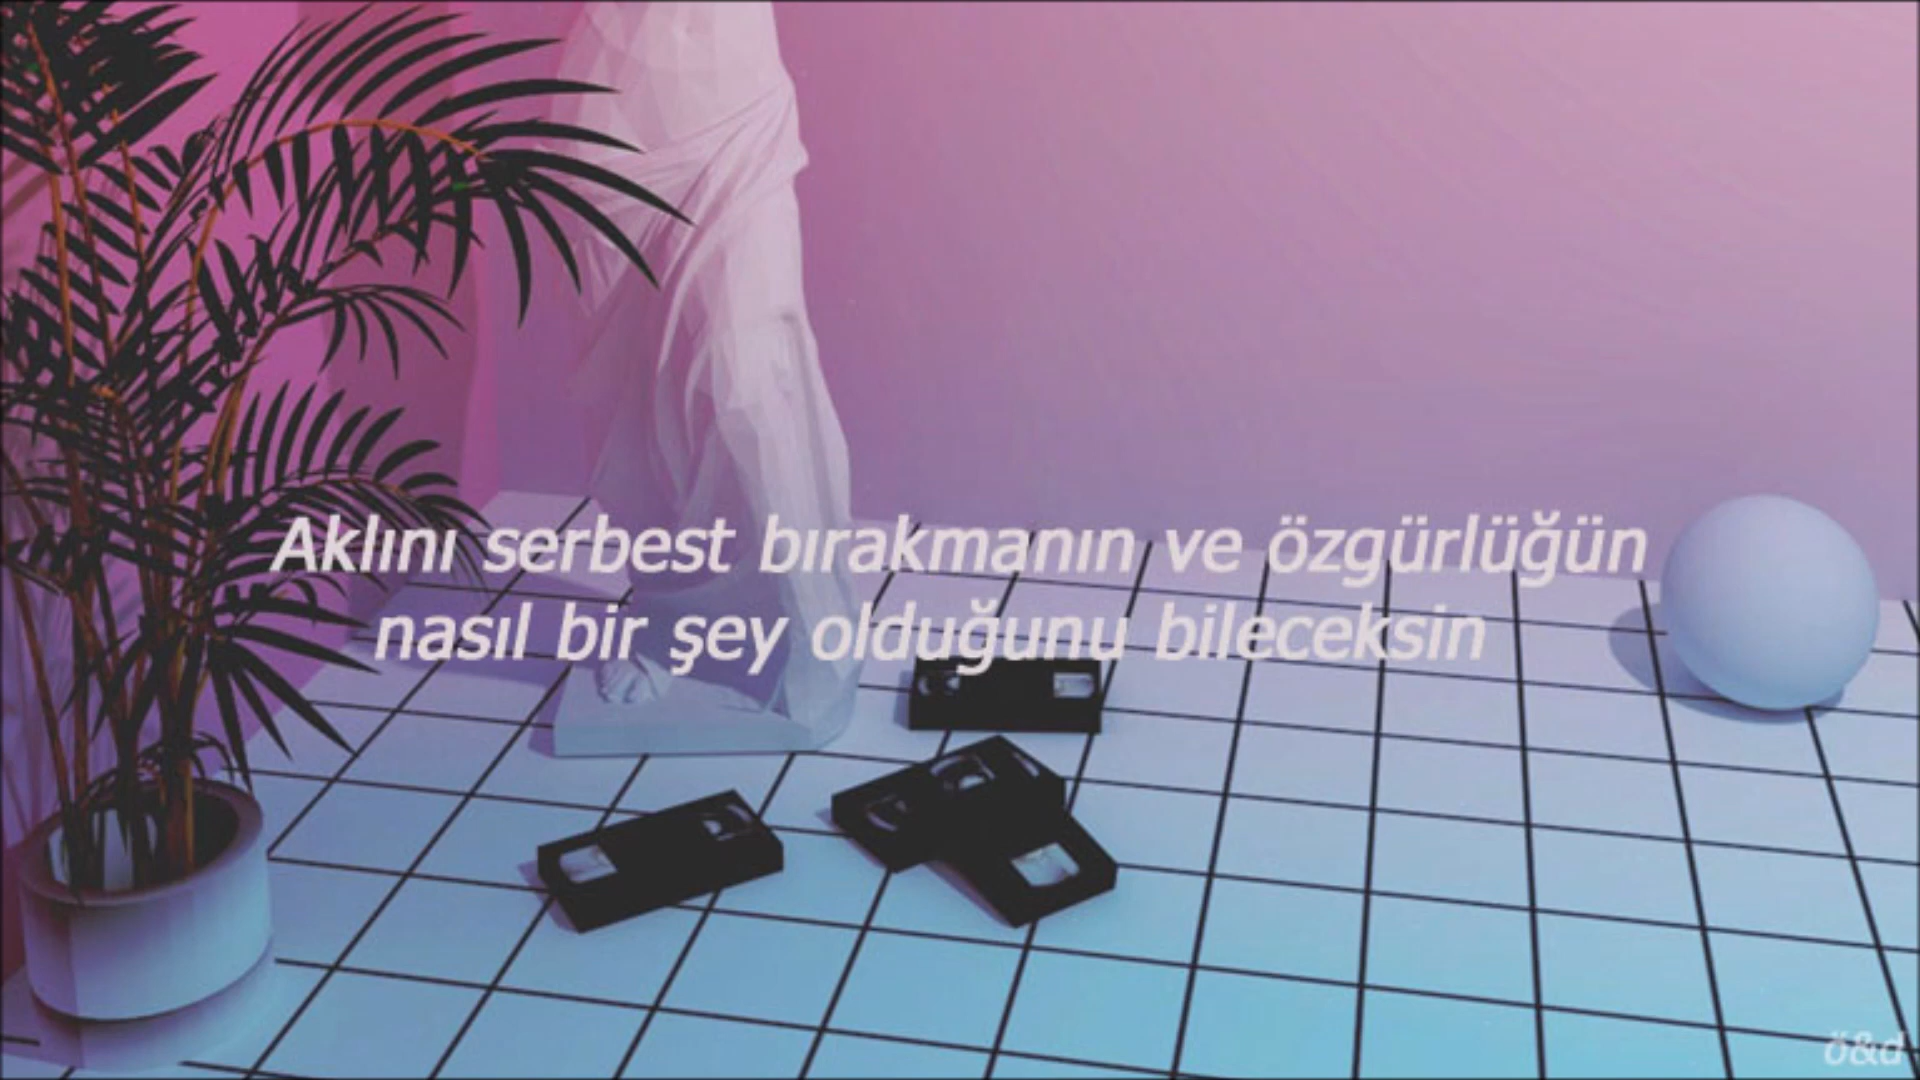 Aklını serbest bırakmanın ve özgürlüğün
nasıl bir şey olduğunu bileceksin
ö&d